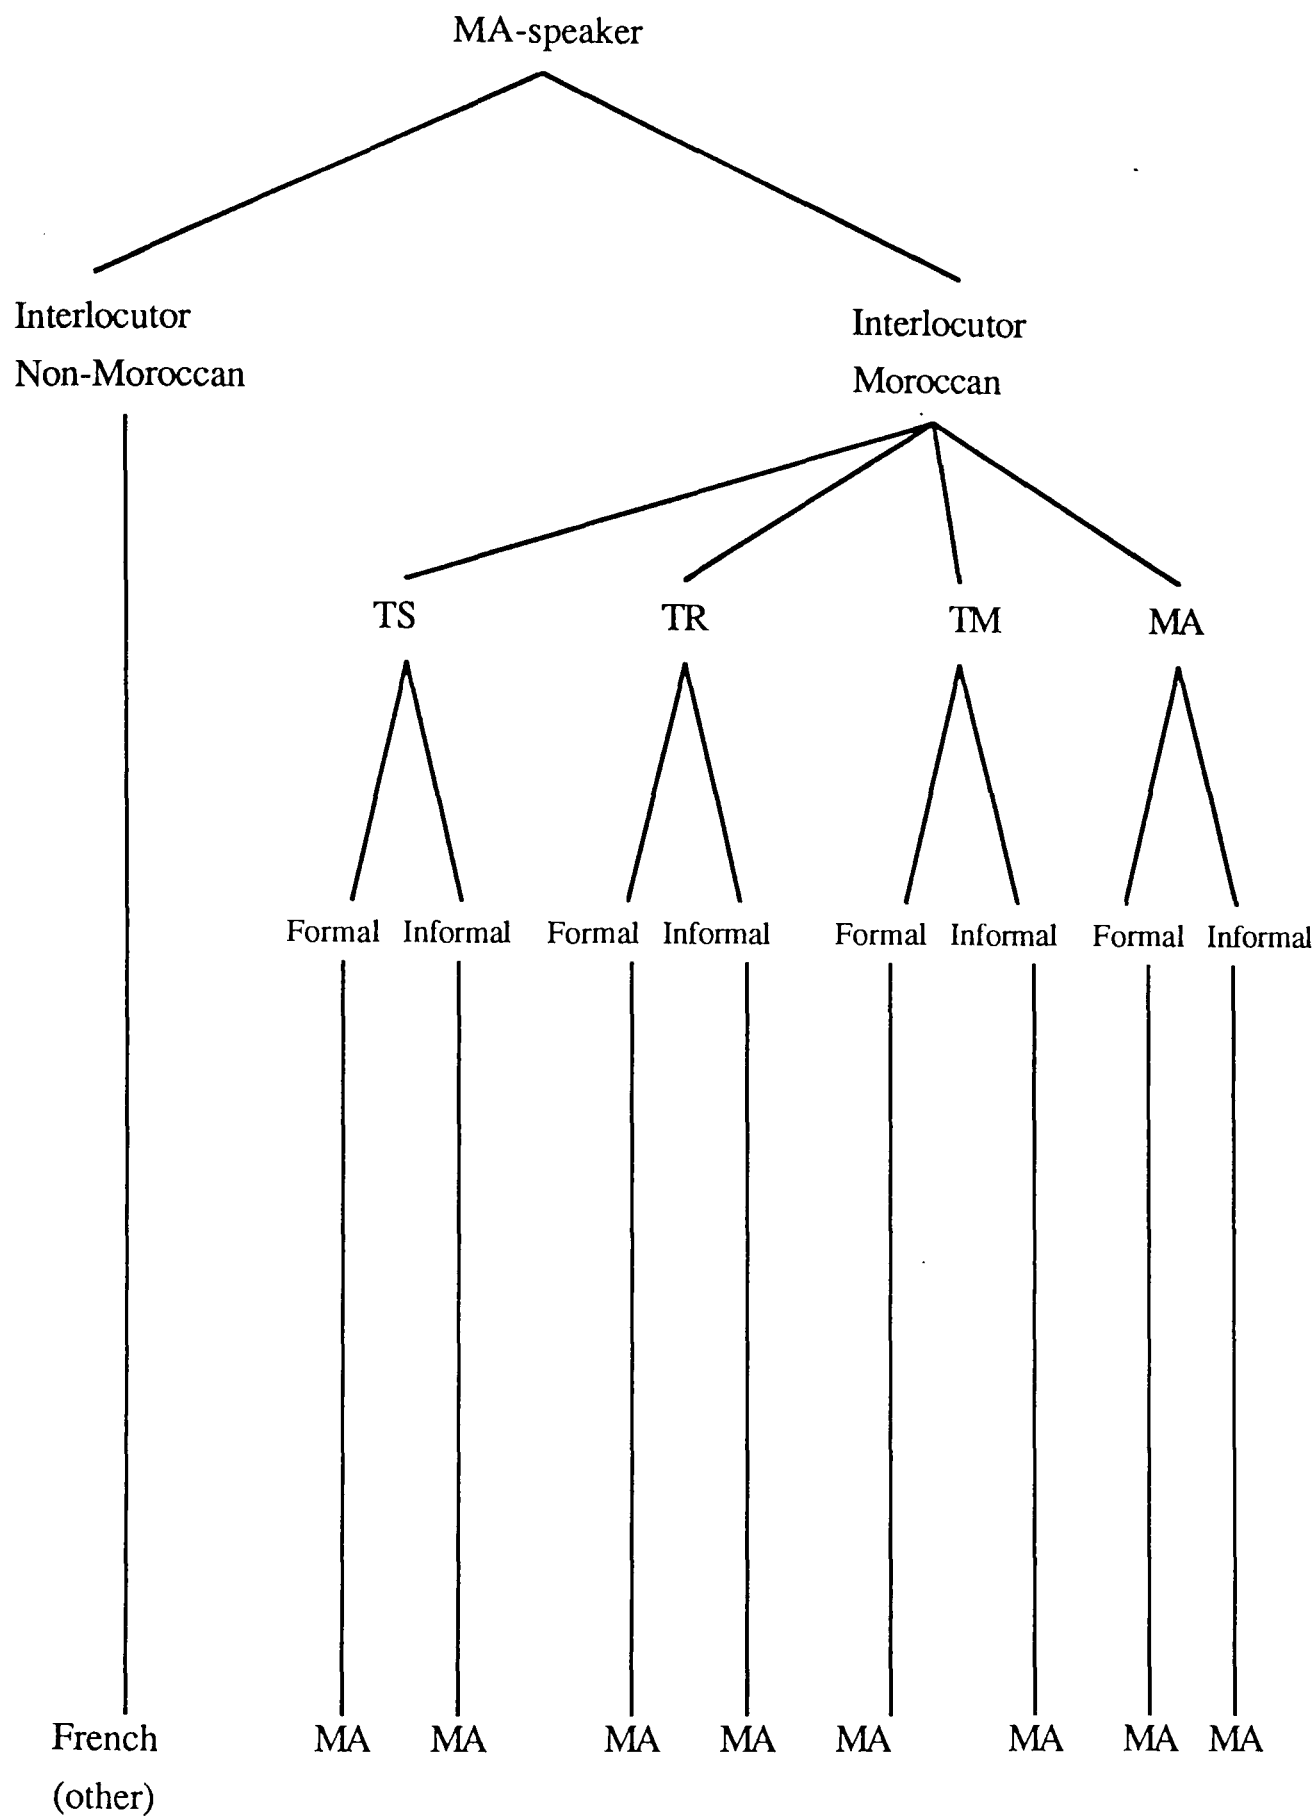 MA-speaker
Interlocutor
Non-Moroccan
Interlocutor
Moroccan
TS TR TM MA
Formal Informal Formal Informal Formal Informal Formal Informal
French MA MA MA MA MA MA MA MA
(other)